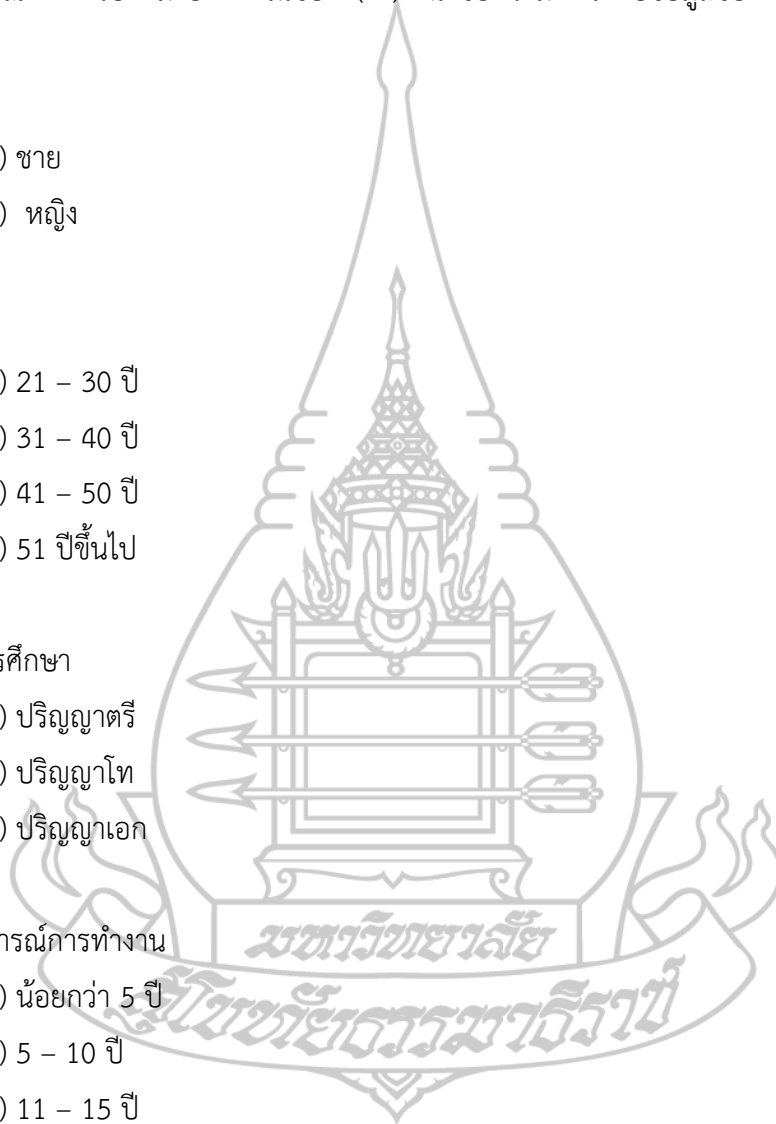 ) ชาย
) หญิง
) 21 – 30 ปี
) 31 – 40 ปี
) 41 – 50 ปี
) 51 ปีขึ้นไป
รศึกษา
) ปริญญาตรี
) ปริญญาโท
) ปริญญาเอก
ารณ์การทำงาน
) น้อยกว่า 5 ปี
) 5 – 10 ปี
) 11 – 15 ปี
มหาวิทยาลัย
สุโขทัยธรรมาธิราช